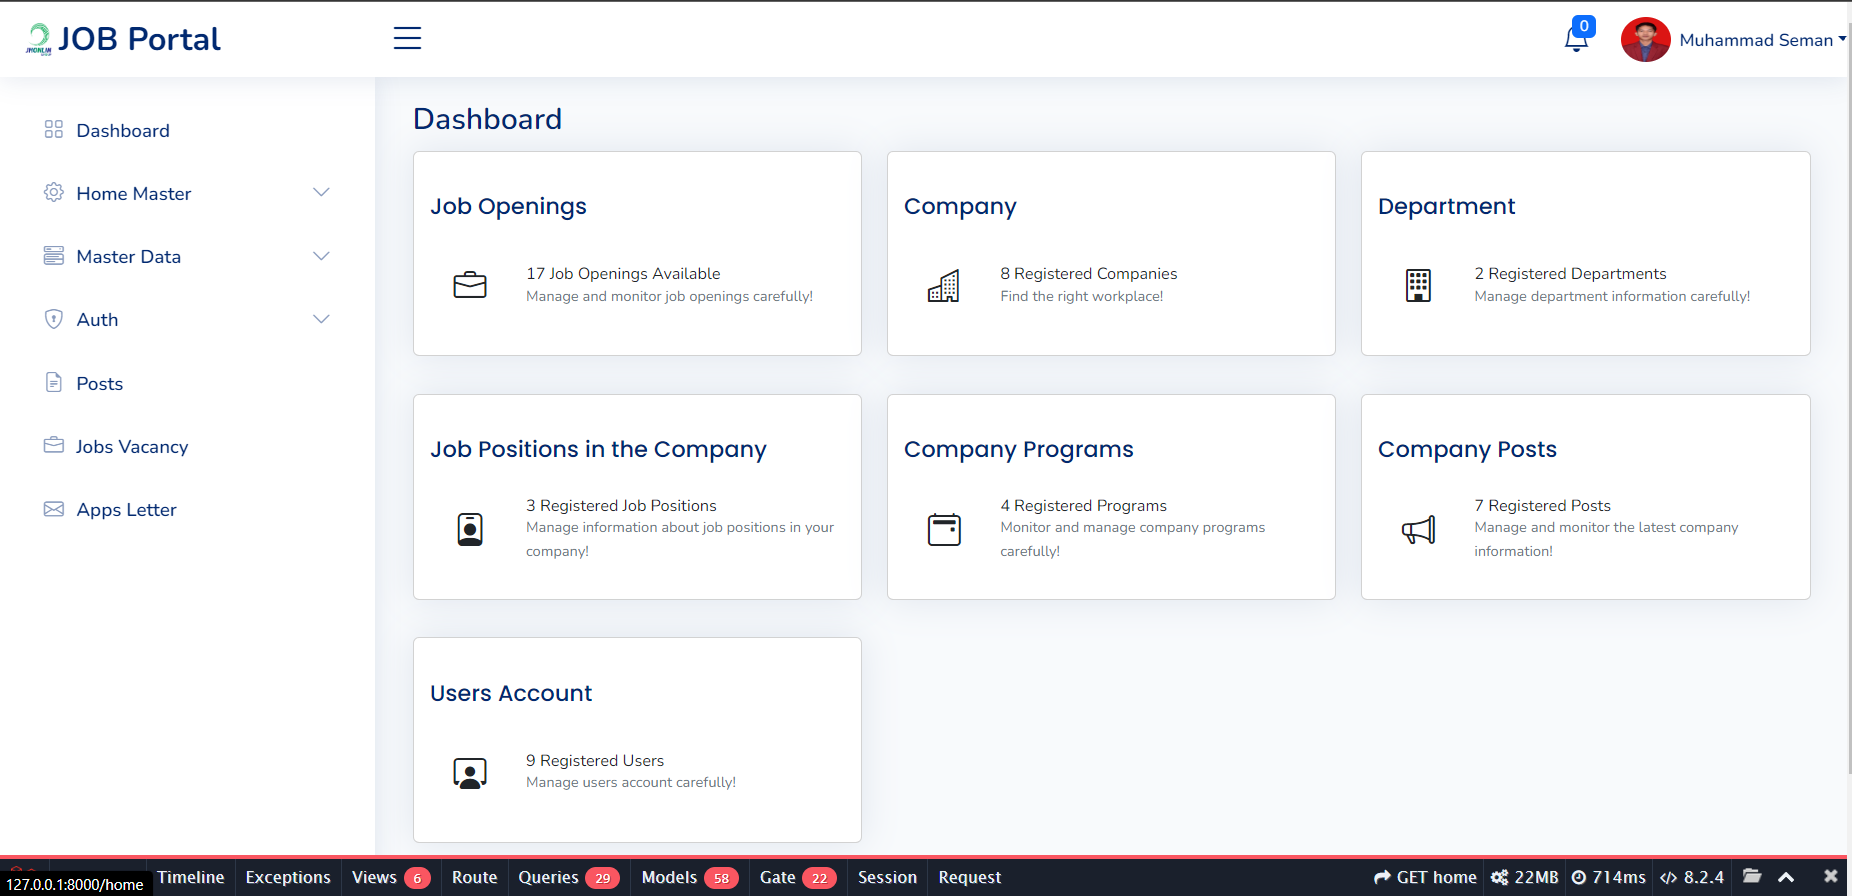 JHONLIN
JOB Portal
0
Muhammad Seman
Dashboard
Home Master
Master Data
Auth
Posts
Jobs Vacancy
Apps Letter
Dashboard
Job Openings
17 Job Openings Available
Manage and monitor job openings carefully!
Company
8 Registered Companies
Find the right workplace!
Department
2 Registered Departments
Manage department information carefully!
Job Positions in the Company
3 Registered Job Positions
Manage information about job positions in your
company!
Company Programs
4 Registered Programs
Monitor and manage company programs
carefully!
Company Posts
7 Registered Posts
Manage and monitor the latest company
information!
Users Account
9 Registered Users
Manage users account carefully!
127.0.0.1:8000/home
Timeline Exceptions Views 6 Route Queries 29 Models 58 Gate 22 Session Request GET home 22MB 714ms 8.2.4